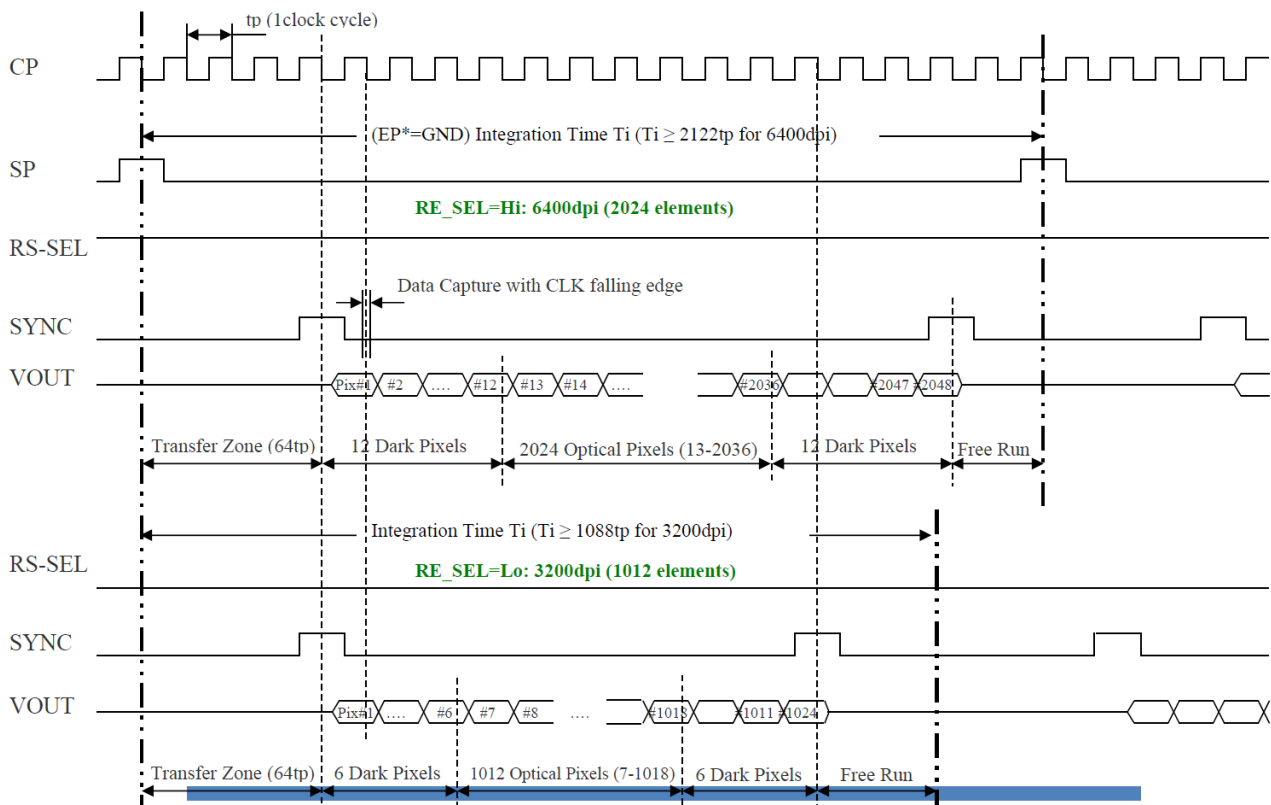 tp (1clock cycle)
CP
(EP*=GND) Integration Time Ti (Ti ≥ 2122tp for 6400dpi)
SP
RE_SEL=Hi: 6400dpi (2024 elements)
RS-SEL
Data Capture with CLK falling edge
SYNC
VOUT
Pix#1 #2 .... #12 #13 #14 .... #2036 #2047 #2048
Transfer Zone (64tp) 12 Dark Pixels 2024 Optical Pixels (13-2036) 12 Dark Pixels Free Run
Integration Time Ti (Ti ≥ 1088tp for 3200dpi)
RS-SEL
RE_SEL=Lo: 3200dpi (1012 elements)
SYNC
VOUT
Pix#1 .... #6 #7 #8 .... #1018 #1011 #1024
Transfer Zone (64tp) 6 Dark Pixels 1012 Optical Pixels (7-1018) 6 Dark Pixels Free Run